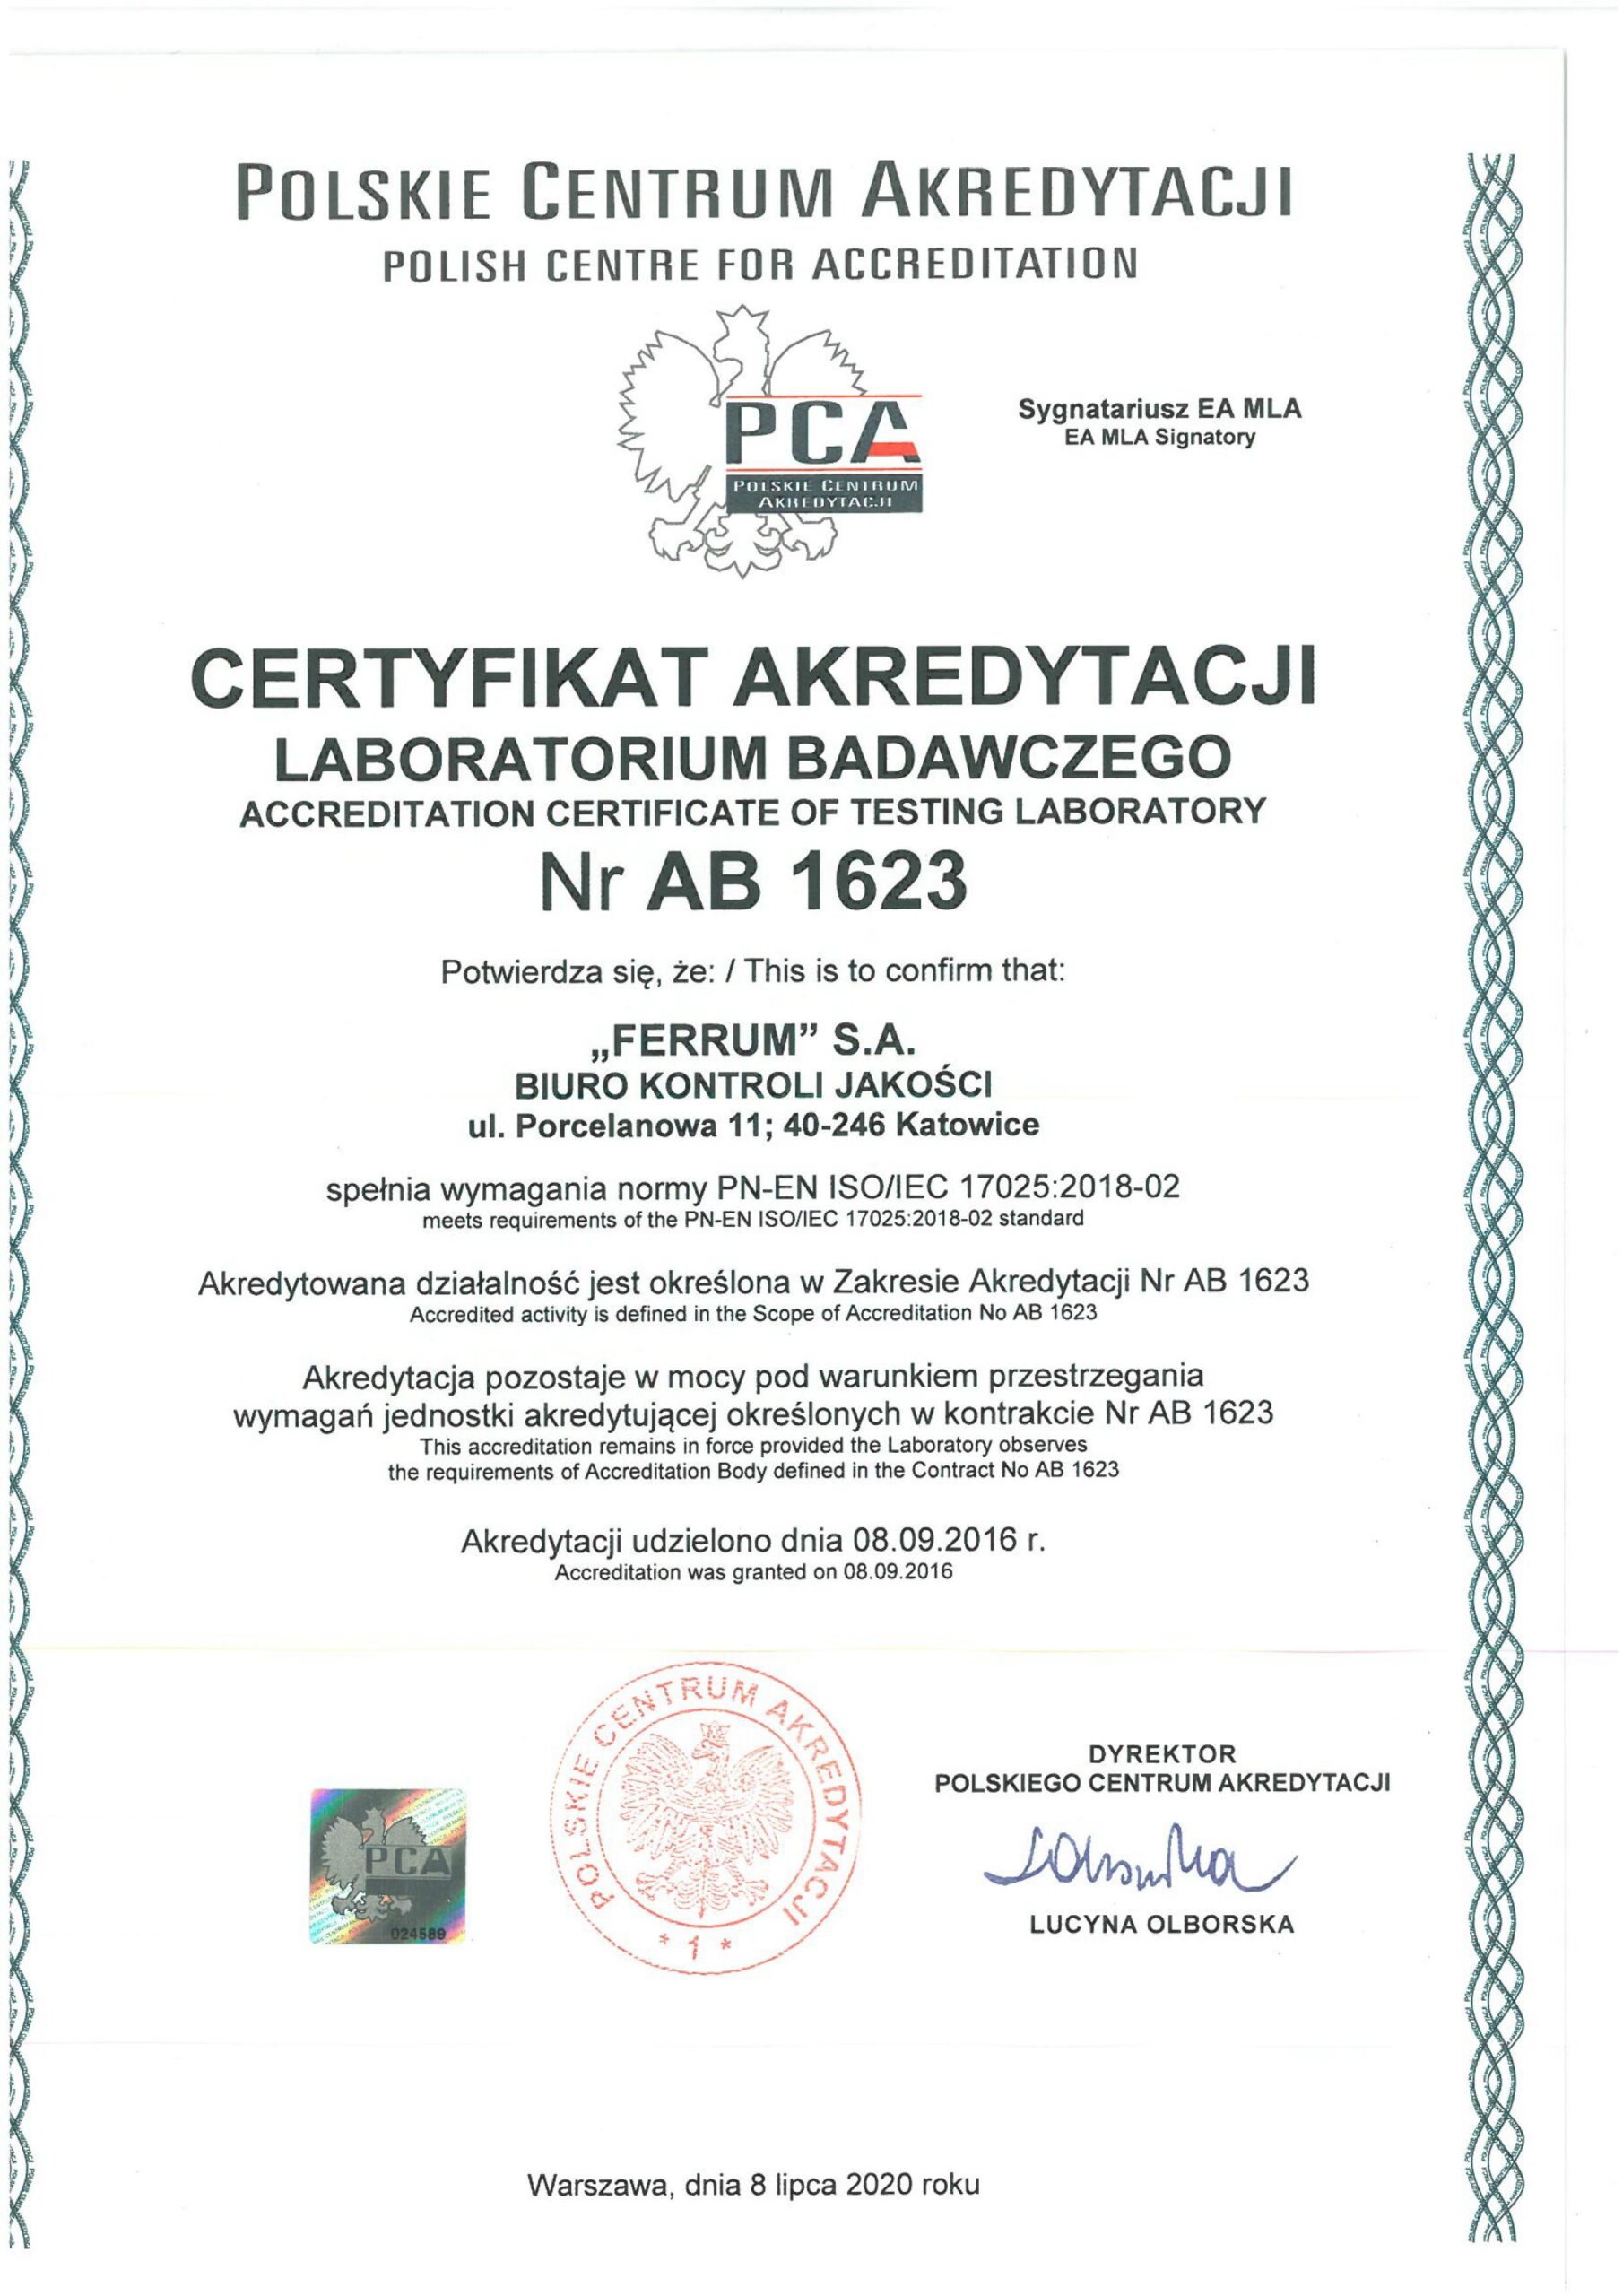 POLSKIE CENTRUM AKREDYTACJI
POLISH CENTRE FOR ACCREDITATION
PCA
POLSKIE CENTRUM
AKREDYTACJI
Sygnatariusz EA MLA
EA MLA Signatory
CERTYFIKAT AKREDYTACJI
LABORATORIUM BADAWCZEGO
ACCREDITATION CERTIFICATE OF TESTING LABORATORY
Nr AB 1623
Potwierdza się, że: / This is to confirm that:
„FERRUM” S.A.
BIURO KONTROLI JAKOŚCI
ul. Porcelanowa 11; 40-246 Katowice
spełnia wymagania normy PN-EN ISO/IEC 17025:2018-02
meets requirements of the PN-EN ISO/IEC 17025:2018-02 standard
Akredytowana działalność jest określona w Zakresie Akredytacji Nr AB 1623
Accredited activity is defined in the Scope of Accreditation No AB 1623
Akredytacja pozostaje w mocy pod warunkiem przestrzegania
wymagań jednostki akredytującej określonych w kontrakcie Nr AB 1623
This accreditation remains in force provided the Laboratory observes
the requirements of Accreditation Body defined in the Contract No AB 1623
Akredytacji udzielono dnia 08.09.2016 r.
Accreditation was granted on 08.09.2016
POLSKIE CENTRUM AKREDYTACJI
* 1 *
PCA
024589
DYREKTOR
POLSKIEGO CENTRUM AKREDYTACJI
LUCYNA OLBORSKA
Warszawa, dnia 8 lipca 2020 roku